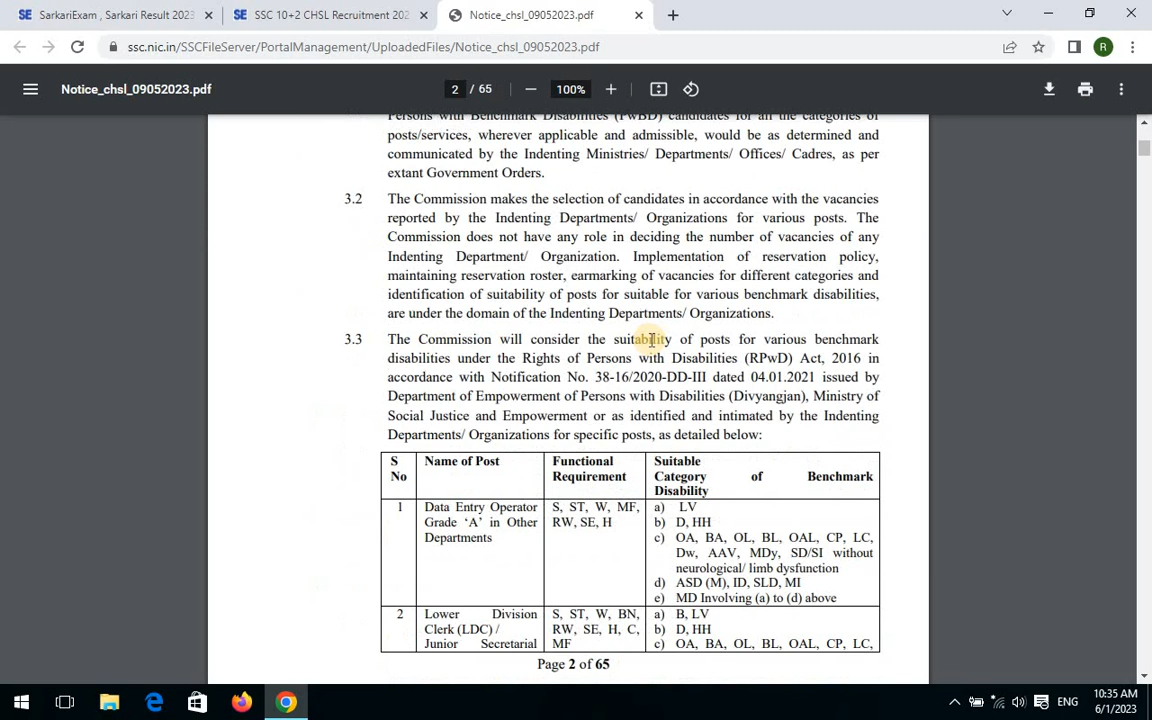 SarkariExam , Sarkari Result 2023
SSC 10+2 CHSL Recruitment 202
Notice_chsl_09052023.pdf
ssc.nic.in/SSCFileServer/PortalManagement/UploadedFiles/Notice_chsl_09052023.pdf
R
Notice_chsl_09052023.pdf
2 / 65
100%
Persons with Benchmark Disabilities (PwBD) candidates for all the categories of
posts/services, wherever applicable and admissible, would be as determined and
communicated by the Indenting Ministries/ Departments/ Offices/ Cadres, as per
extant Government Orders.
3.2 The Commission makes the selection of candidates in accordance with the vacancies
reported by the Indenting Departments/ Organizations for various posts. The
Commission does not have any role in deciding the number of vacancies of any
Indenting Department/ Organization. Implementation of reservation policy,
maintaining reservation roster, earmarking of vacancies for different categories and
identification of suitability of posts for suitable for various benchmark disabilities,
are under the domain of the Indenting Departments/ Organizations.
3.3 The Commission will consider the suitability of posts for various benchmark
disabilities under the Rights of Persons with Disabilities (RPwD) Act, 2016 in
accordance with Notification No. 38-16/2020-DD-III dated 04.01.2021 issued by
Department of Empowerment of Persons with Disabilities (Divyangjan), Ministry of
Social Justice and Empowerment or as identified and intimated by the Indenting
Departments/ Organizations for specific posts, as detailed below:
S No
Name of Post
Functional
Requirement
Suitable
Category of Benchmark
Disability
1
Data Entry Operator
Grade ‘A’ in Other
Departments
S, ST, W, MF,
RW, SE, H
a) LV
b) D, HH
c) OA, BA, OL, BL, OAL, CP, LC,
Dw, AAV, MDy, SD/SI without
neurological/ limb dysfunction
d) ASD (M), ID, SLD, MI
e) MD Involving (a) to (d) above
2
Lower Division
Clerk (LDC) /
Junior Secretarial
S, ST, W, BN,
RW, SE, H, C,
MF
a) B, LV
b) D, HH
c) OA, BA, OL, BL, OAL, CP, LC,
Page 2 of 65
ENG
10:35 AM
6/1/2023